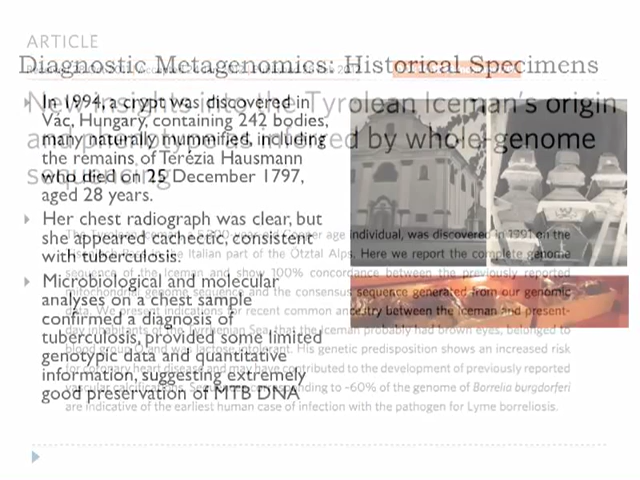 ARTICLE
Diagnostic Metagenomics: Historical Specimens
New insights into the Tyrolean Iceman's origin
and phenotype as inferred by whole-genome
sequencing
In 1994, a crypt was discovered in
Vac, Hungary, containing 242 bodies,
many naturally mummified, including
the remains of Terézia Hausmann
who died on 25 December 1797,
aged 28 years.
Her chest radiograph was clear, but
she appeared cachectic, consistent
with tuberculosis.
Microbiological and molecular
analyses on a chest sample
confirmed a diagnosis of
tuberculosis, provided some limited
genotypic data and quantitative
information, suggesting extremely
good preservation of MTB DNA
age individual, was discovered in 1991 on the
Italian part of the Ötztal Alps. Here we report the complete genome
sequence of the Iceman and show 100% concordance between the previously reported
mitochondrial genome sequence and the consensus sequence generated from our genomic
data. We present indications for recent common ancestry between the Iceman and present-
day inhabitants of the Tyrrhenian Sea, that the Iceman probably had brown eyes, belonged to
blood group O and was lactose intolerant. His genetic predisposition shows an increased risk
for coronary heart disease and may have contributed to the development of previously reported
vascular calcifications. Sequences corresponding to ~60% of the genome of Borrelia burgdorferi
are indicative of the earliest human case of infection with the pathogen for Lyme borreliosis.